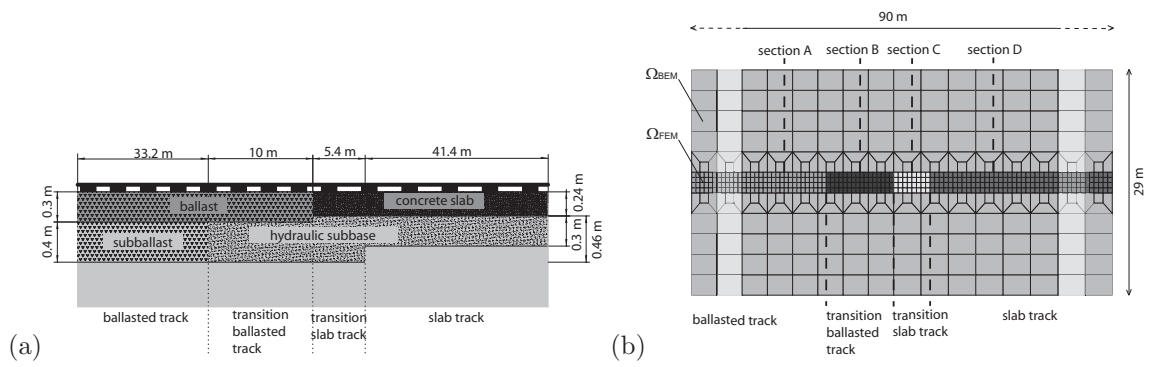 33.2 m
10 m
5.4 m
41.4 m
0.3 m
0.4 m
ballast
concrete slab
subballast
hydraulic subbase
0.24 m
0.3 m
0.46 m
ballasted track
transition
ballasted
track
transition
slab track
slab track
(a)
90 m
section A
section B
section C
section D
ΩBEM
ΩFEM
29 m
ballasted track
transition
ballasted
track
transition
slab track
slab track
(b)